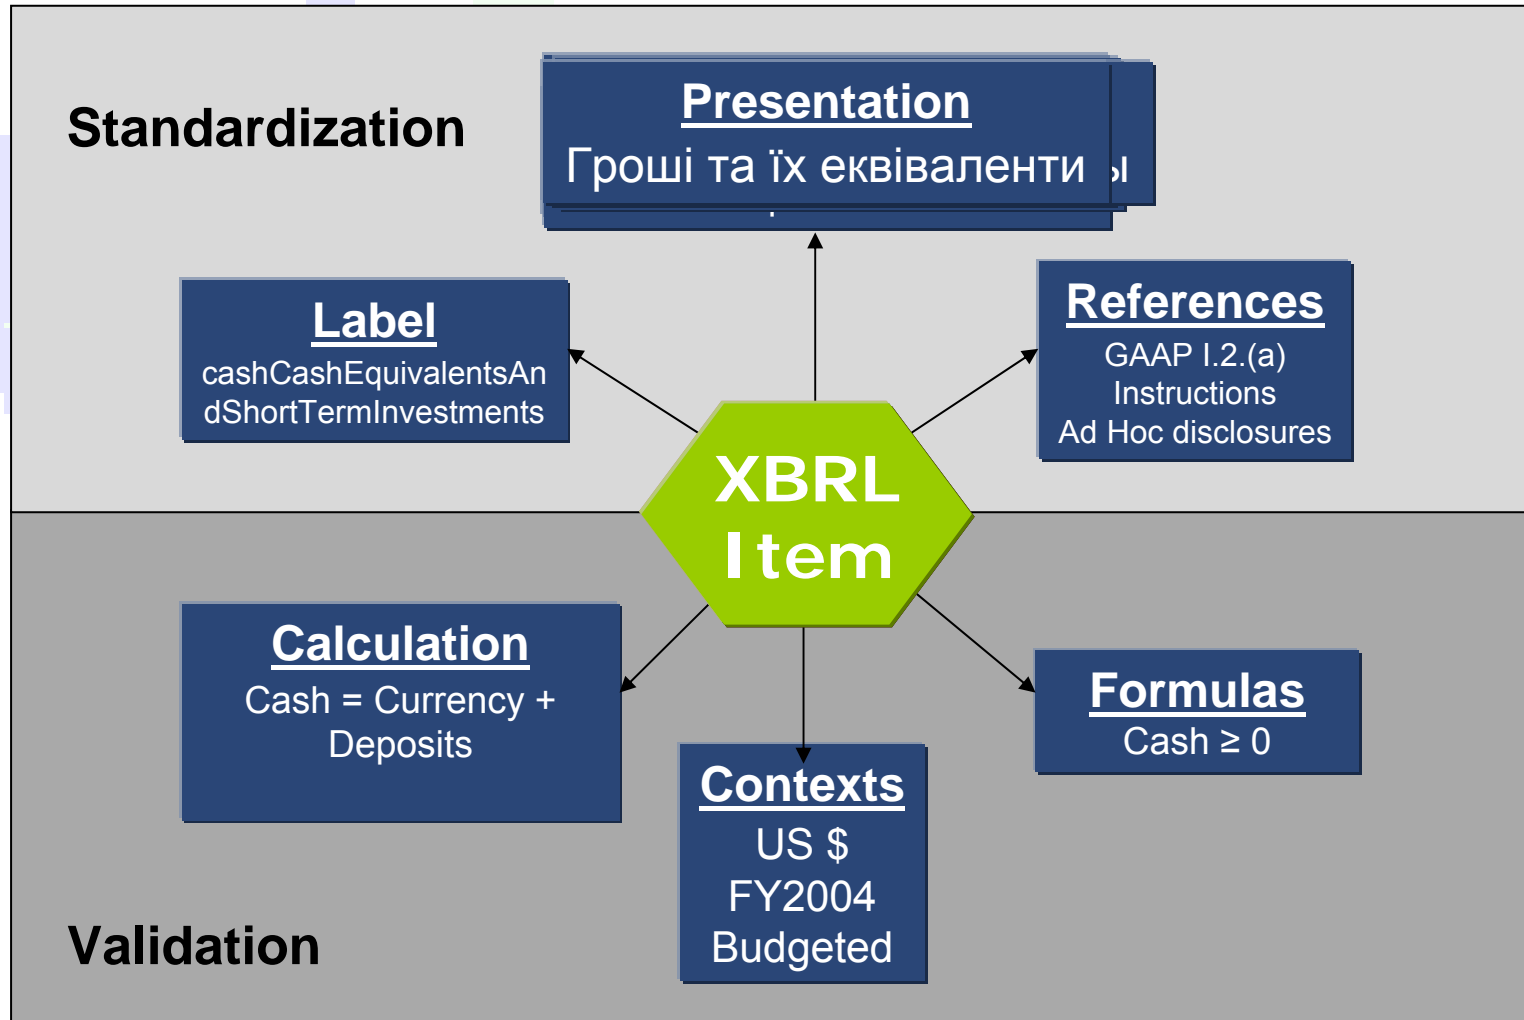 Standardization
Presentation
Гроші та їх еквіваленти
Label
cashCashEquivalentsAn
dShortTermInvestments
References
GAAP I.2.(a)
Instructions
Ad Hoc disclosures
XBRL
Item
Calculation
Cash = Currency +
Deposits
Formulas
Cash ≥ 0
Contexts
US $
FY2004
Budgeted
Validation